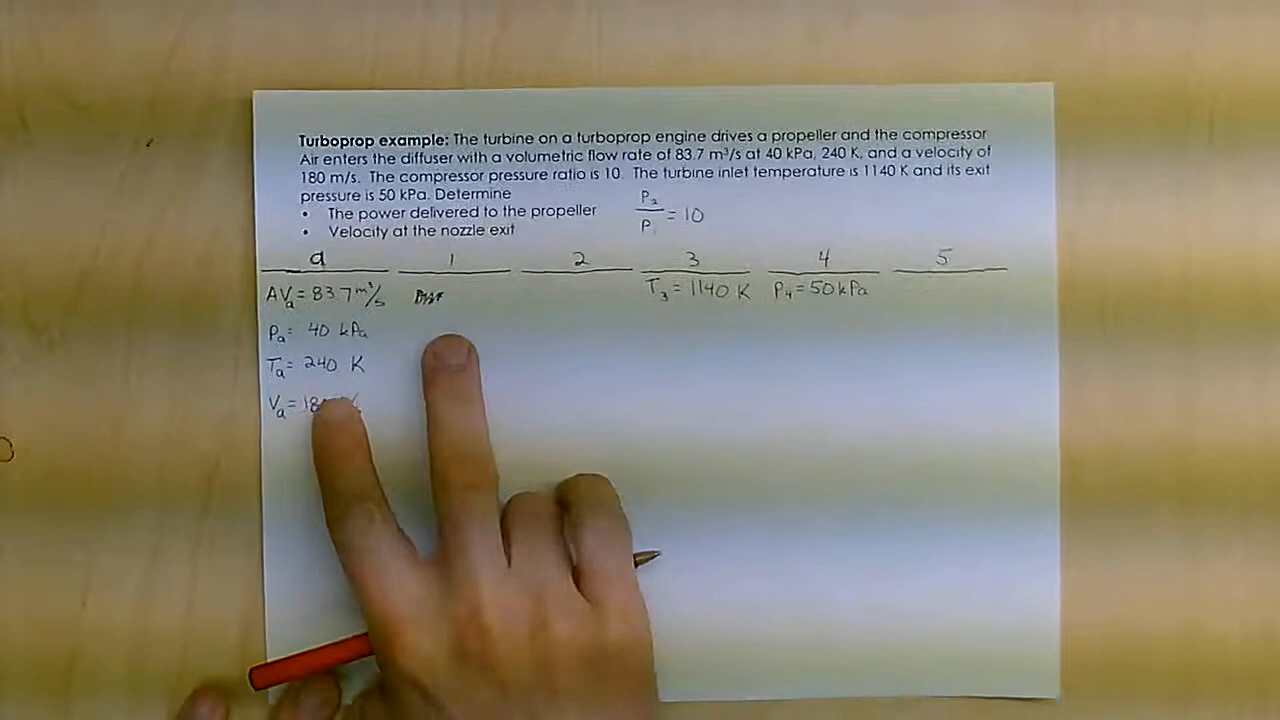 Turboprop example: The turbine on a turboprop engine drives a propeller and the compressor
Air enters the diffuser with a volumetric flow rate of 83.7 m³/s at 40 kPa, 240 K, and a velocity of
180 m/s. The compressor pressure ratio is 10. The turbine inlet temperature is 1140 K and its exit
pressure is 50 kPa. Determine
• The power delivered to the propeller
• Velocity at the nozzle exit
P₂/P₁ = 10
a 1 2 3 4 5
AVₐ = 83.7 m³/s T₃ = 1140 K P₄ = 50 kPa
Pₐ = 40 kPa
Tₐ = 240 K
Vₐ = 18